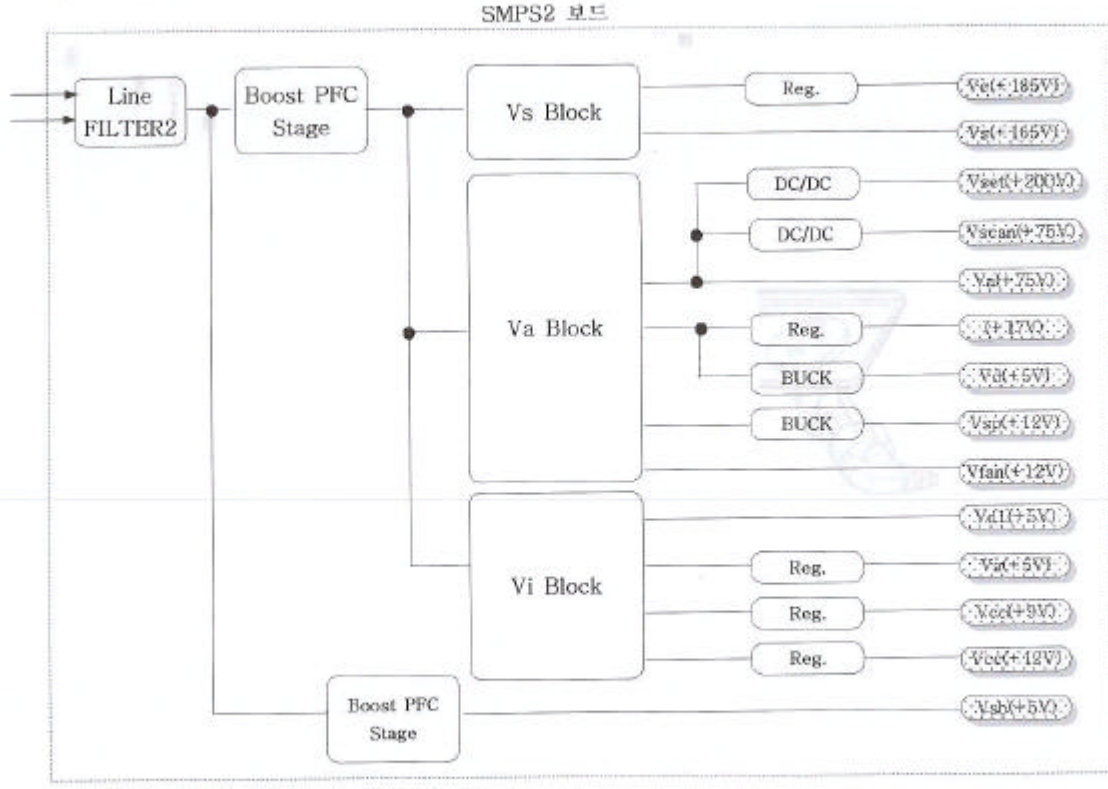 SMPS2 보드
Line
FILTER2
Boost PFC
Stage
Vs Block
Reg.
Ve(+185V)
Vs(+165V)
Va Block
DC/DC
Vset(+200V)
DC/DC
Vscan(+75V)
Va(+75V)
Reg.
(+17V)
BUCK
Vd(+5V)
BUCK
Vsp(+12V)
Vfan(+12V)
Vi Block
Vd1(+5V)
Reg.
(+5V)
Reg.
Vcc(+9V)
Reg.
Vcc(+12V)
Boost PFC
Stage
Vsb(+5V)